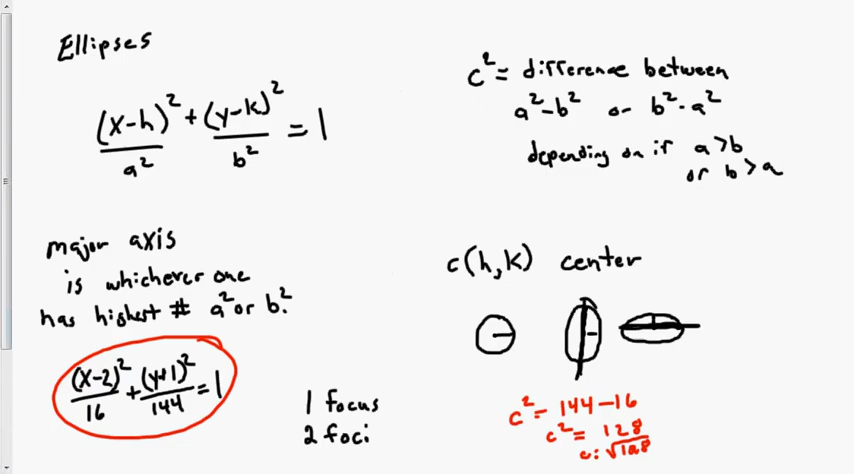 Ellipses
(x-h)²/a² + (y-k)²/b² = 1
c² = difference between
a²-b² or b²-a²
depending on if a>b
or b>a
major axis
is whichever one
has highest # a² or b².
c(h,k) center
(x-2)²/16 + (y+1)²/144 = 1
1 focus
2 foci
c² = 144-16
c² = 128
c: √128